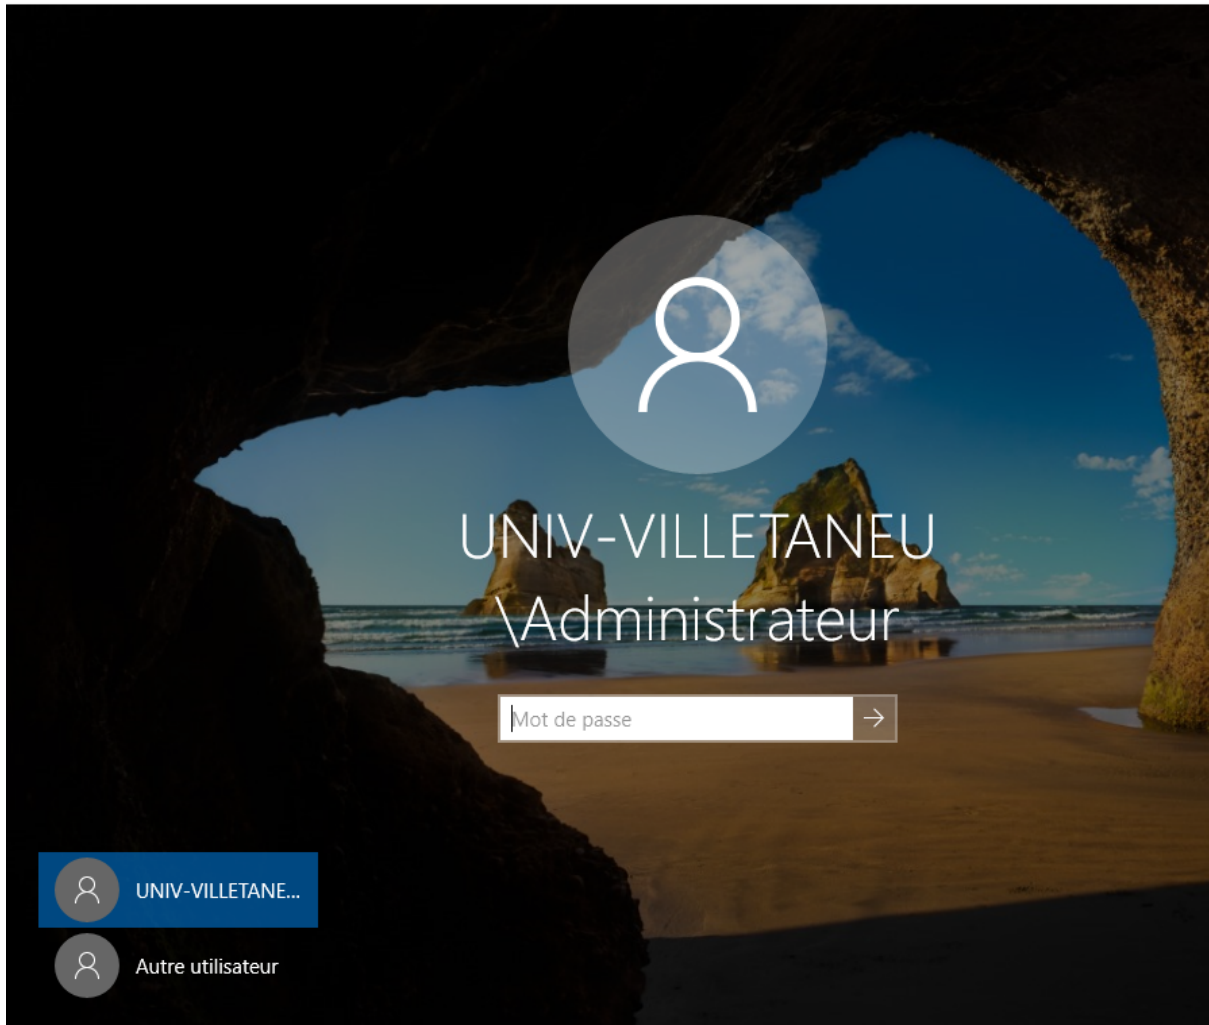 UNIV-VILLETANEU
\Administrateur
Mot de passe
UNIV-VILLETANE...
Autre utilisateur